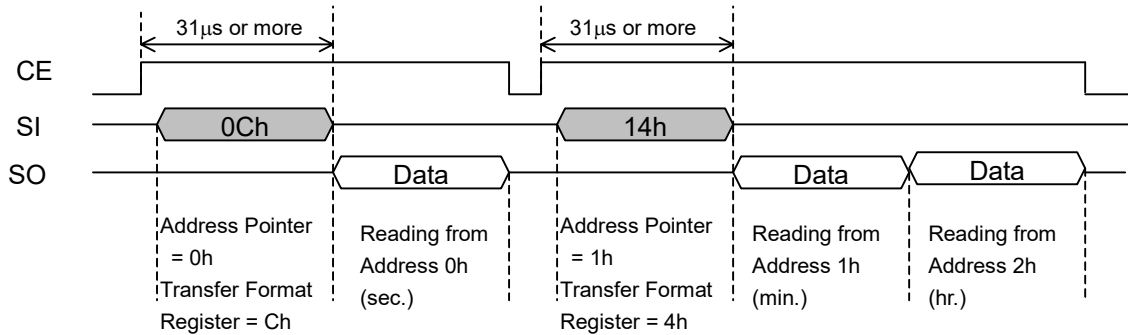 31μs or more 31μs or more
CE
SI 0Ch 14h
SO Data Data Data
Address Pointer
= 0h
Transfer Format
Register = Ch
Reading from
Address 0h
(sec.)
Address Pointer
= 1h
Transfer Format
Register = 4h
Reading from
Address 1h
(min.)
Reading from
Address 2h
(hr.)